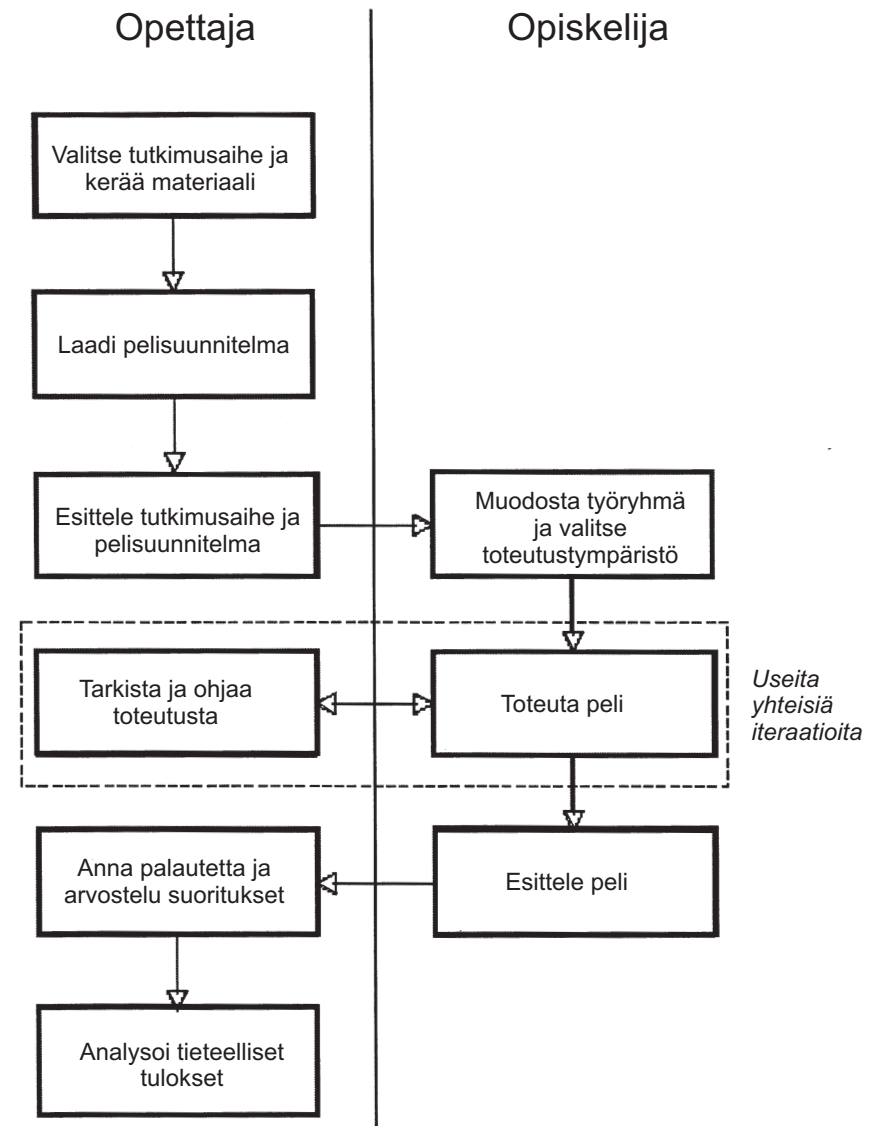 Opettaja
Opiskelija
Valitse tutkimusaihe ja
kerää materiaali
Laadi pelisuunnitelma
Esittele tutkimusaihe ja
pelisuunnitelma
Muodosta työryhmä
ja valitse
toteutustympäristö
Tarkista ja ohjaa
toteutusta
Toteuta peli
Useita
yhteisiä
iteraatioita
Anna palautetta ja
arvostelu suoritukset
Esittele peli
Analysoi tieteelliset
tulokset